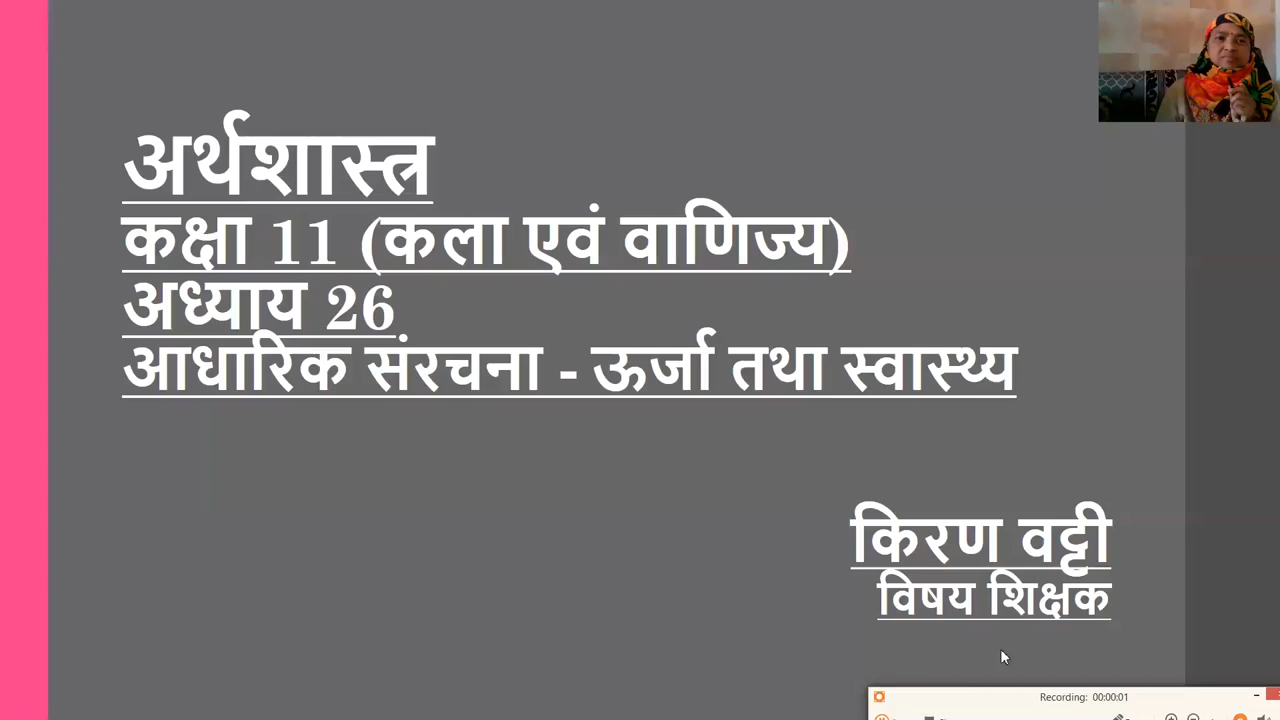 अर्थशास्त्र
कक्षा 11 (कला एवं वाणिज्य)
अध्याय 26
आधारिक संरचना - ऊर्जा तथा स्वास्थ्य
किरण वट्टी
विषय शिक्षक
Recording: 00:00:01